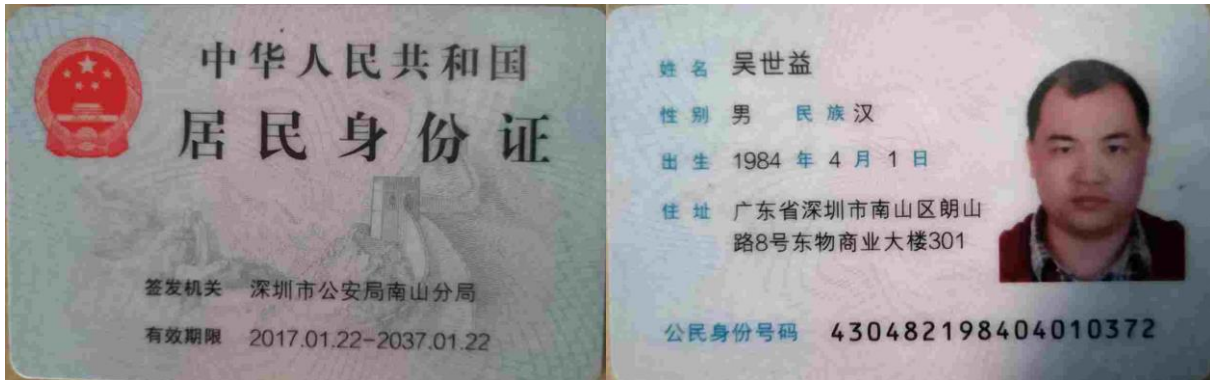 中华人民共和国
居民身份证
签发机关 深圳市公安局南山分局
有效期限 2017.01.22-2037.01.22
姓名 吴世益
性别 男 民族 汉
出生 1984 年 4 月 1 日
住址 广东省深圳市南山区朗山
路8号东物商业大楼301
公民身份号码 430482198404010372